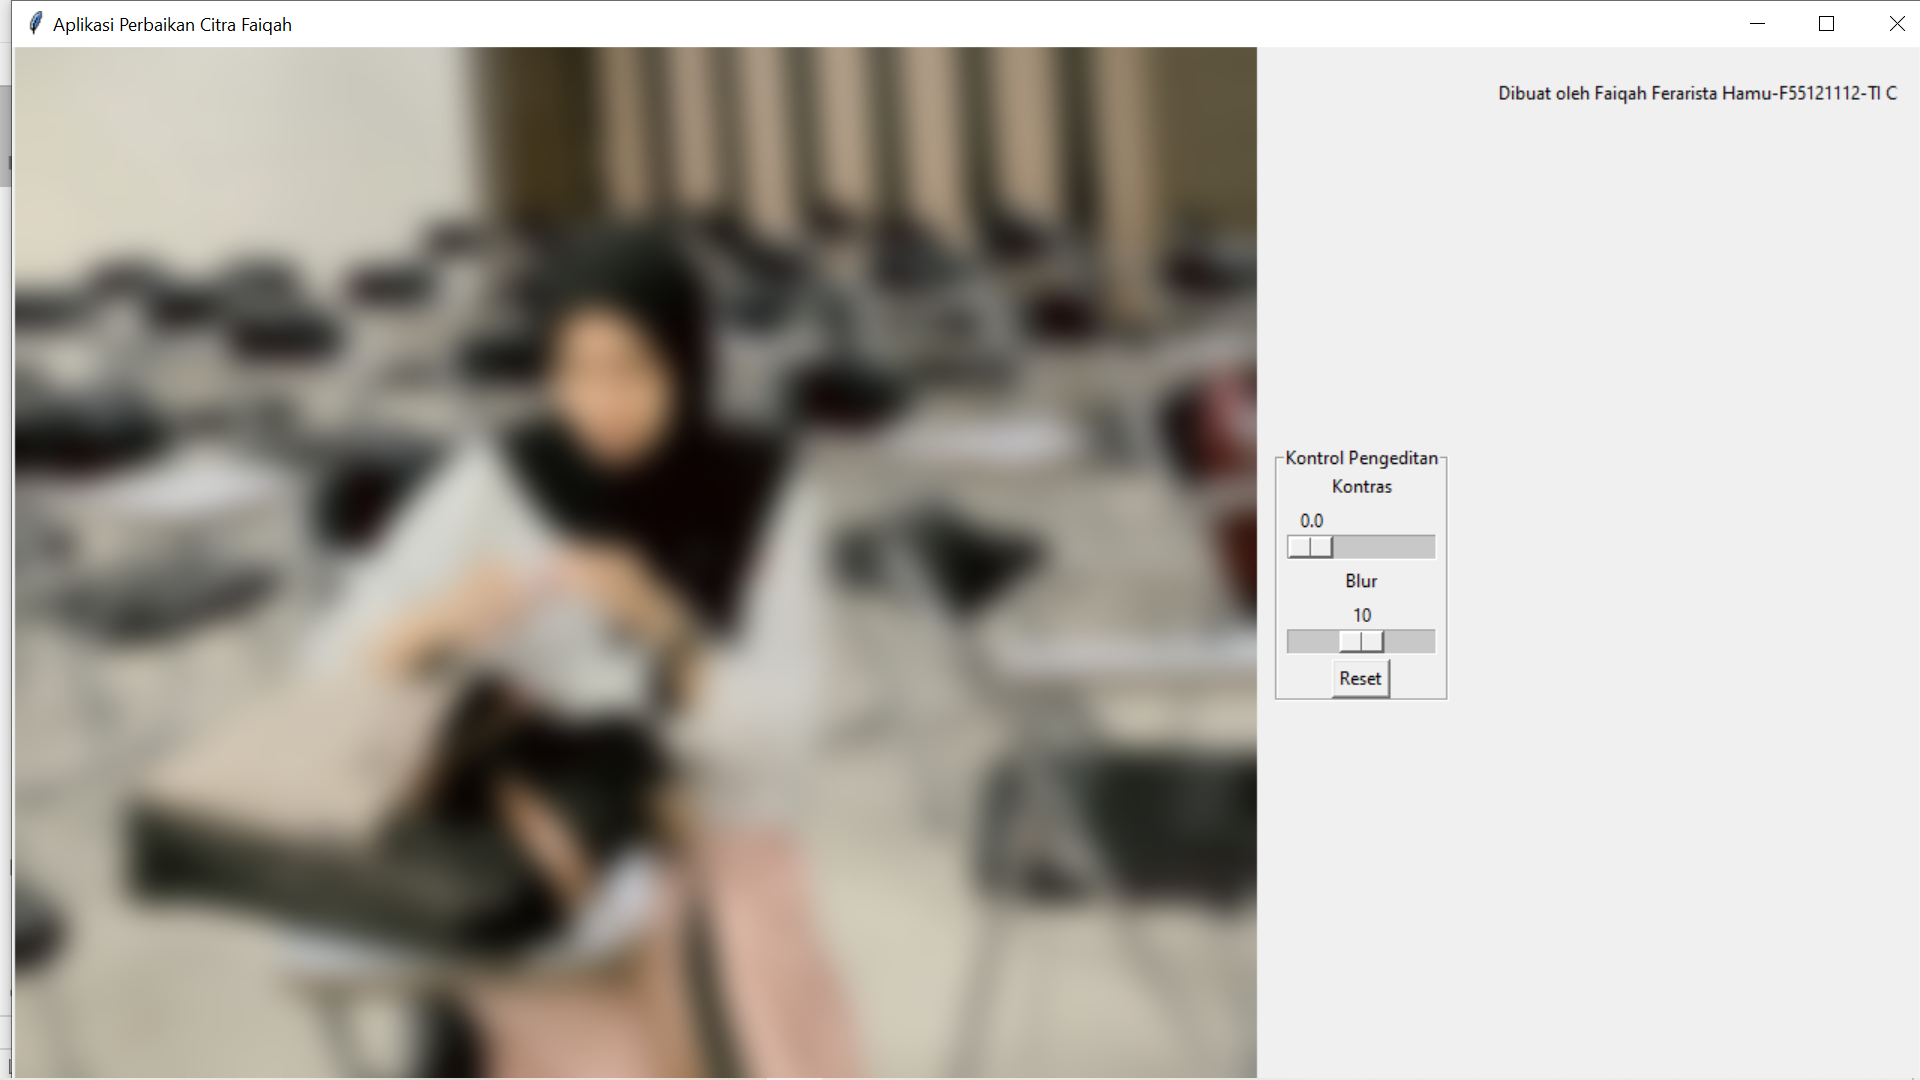 Aplikasi Perbaikan Citra Faiqah
Dibuat oleh Faiqah Ferarista Hamu-F55121112-TI C
Kontrol Pengeditan
Kontras
0.0
Blur
10
Reset